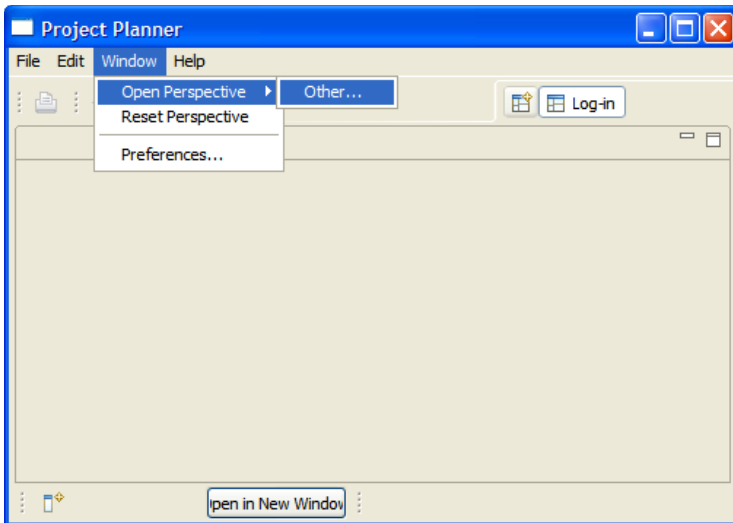 Project Planner
File Edit Window Help
Open Perspective Other...
Log-in
Reset Perspective
Preferences...
pen in New Windov